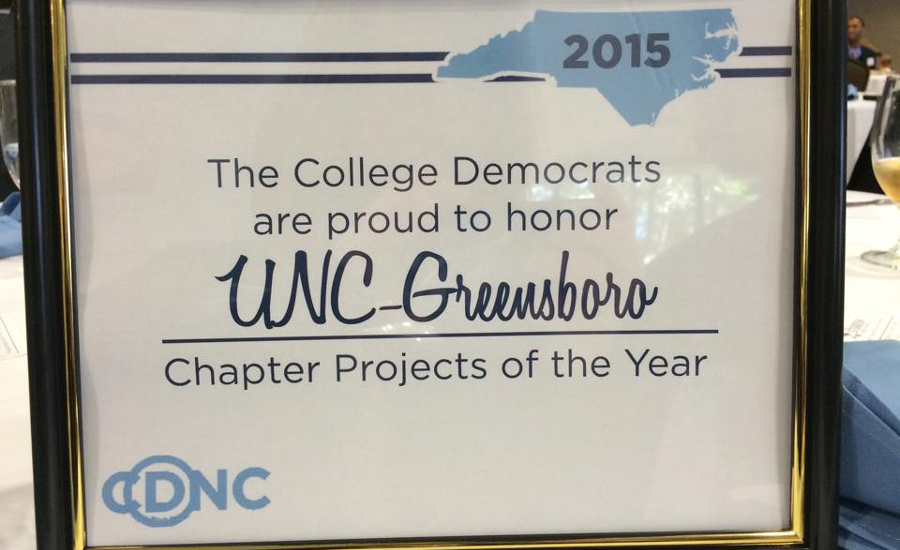 2015
The College Democrats
are proud to honor
UNC-Greensboro
Chapter Projects of the Year
CDNC